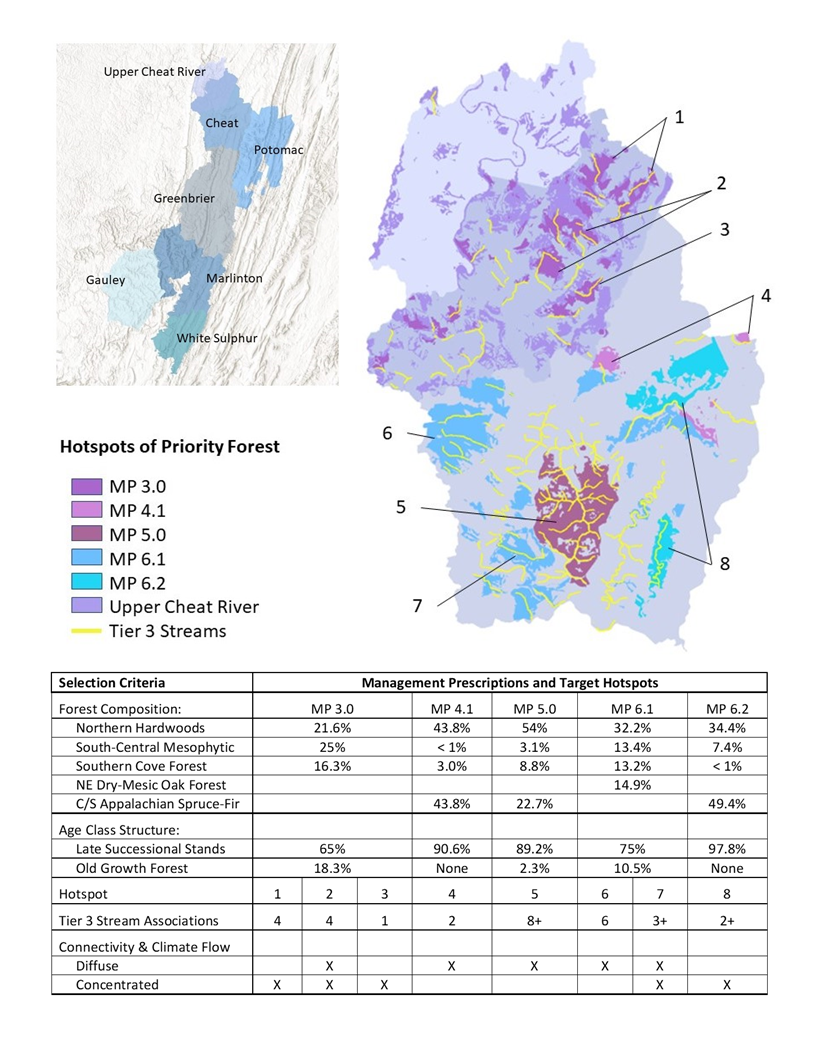 Upper Cheat River
Cheat
Potomac
Greenbrier
Gauley
Marlinton
White Sulphur
1
2
3
4
6
5
7
8
Hotspots of Priority Forest
MP 3.0
MP 4.1
MP 5.0
MP 6.1
MP 6.2
Upper Cheat River
Tier 3 Streams
Selection Criteria Management Prescriptions and Target Hotspots
Forest Composition: MP 3.0 MP 4.1 MP 5.0 MP 6.1 MP 6.2
Northern Hardwoods 21.6% 43.8% 54% 32.2% 34.4%
South-Central Mesophytic 25% < 1% 3.1% 13.4% 7.4%
Southern Cove Forest 16.3% 3.0% 8.8% 13.2% < 1%
NE Dry-Mesic Oak Forest 14.9%
C/S Appalachian Spruce-Fir 43.8% 22.7% 49.4%
Age Class Structure:
Late Successional Stands 65% 90.6% 89.2% 75% 97.8%
Old Growth Forest 18.3% None 2.3% 10.5% None
Hotspot 1 2 3 4 5 6 7 8
Tier 3 Stream Associations 4 4 1 2 8+ 6 3+ 2+
Connectivity & Climate Flow
Diffuse X X X X X
Concentrated X X X X X